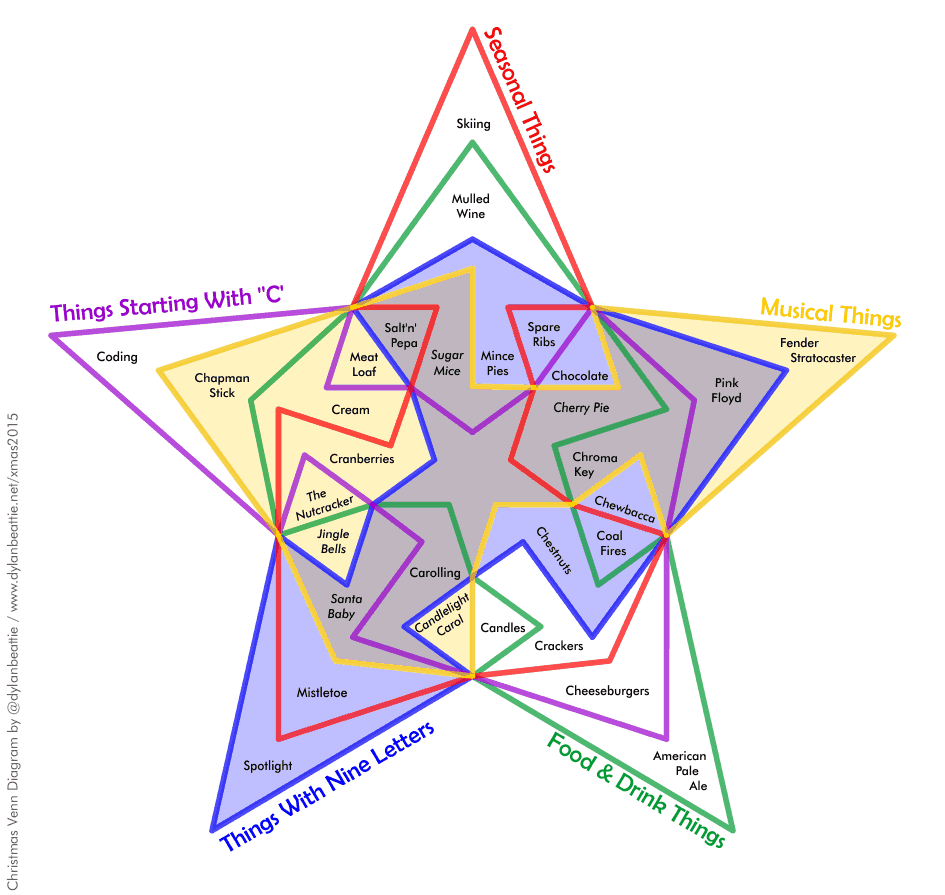 Seasonal Things
Skiing
Mulled
Wine
Things Starting With "C'
Musical Things
Coding
Fender
Stratocaster
Salt'n'
Pepa
Sugar
Mice
Mince
Pies
Spare
Ribs
Meat
Loaf
Chocolate
Chapman
Stick
Pink
Floyd
Cream
Cherry Pie
Cranberries
Chroma
Key
The
Nutcracker
Chewbacca
Jingle
Bells
Coal
Fires
Chestnuts
Carolling
Santa
Baby
Candlelight
Carol
Candles
Crackers
Mistletoe
Cheeseburgers
Spotlight
American
Pale
Ale
Things With Nine Letters
Food & Drink Things
Christmas Venn Diagram by @dylanbeattie / www.dylanbeattie.net/xmas2015